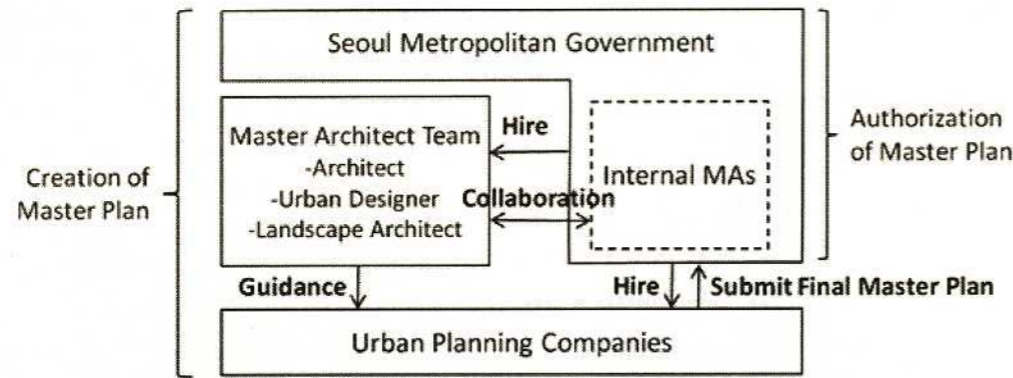 Seoul Metropolitan Government
Master Architect Team
-Architect
-Urban Designer
-Landscape Architect
Hire
Collaboration
Internal MAs
Authorization
of Master Plan
Creation of
Master Plan
Guidance
Hire
Submit Final Master Plan
Urban Planning Companies